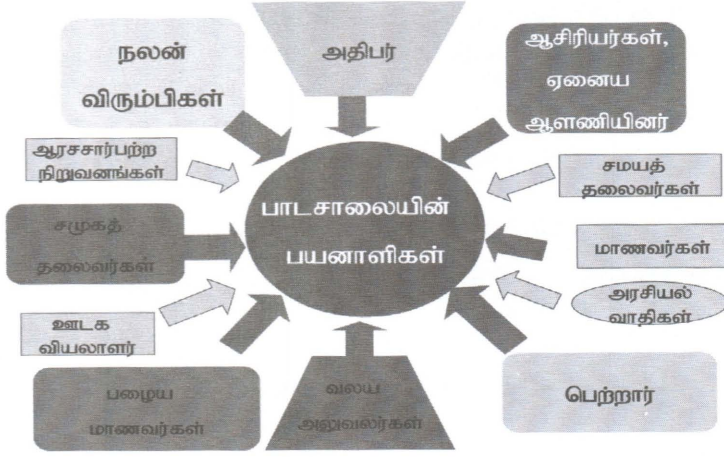 நலன்
விரும்பிகள்
அதிபர்
ஆசிரியர்கள்,
ஏனைய
ஆளணியினர்
ஆரசசார்பற்ற
நிறுவனங்கள்
சமயத்
தலைவர்கள்
பாடசாலையின்
பயனாளிகள்
சமுகத்
தலைவர்கள்
மாணவர்கள்
அரசியல்
வாதிகள்
ஊடக
வியலாளர்
பழைய
மாணவர்கள்
வலய
அலுவலர்கள்
பெற்றார்